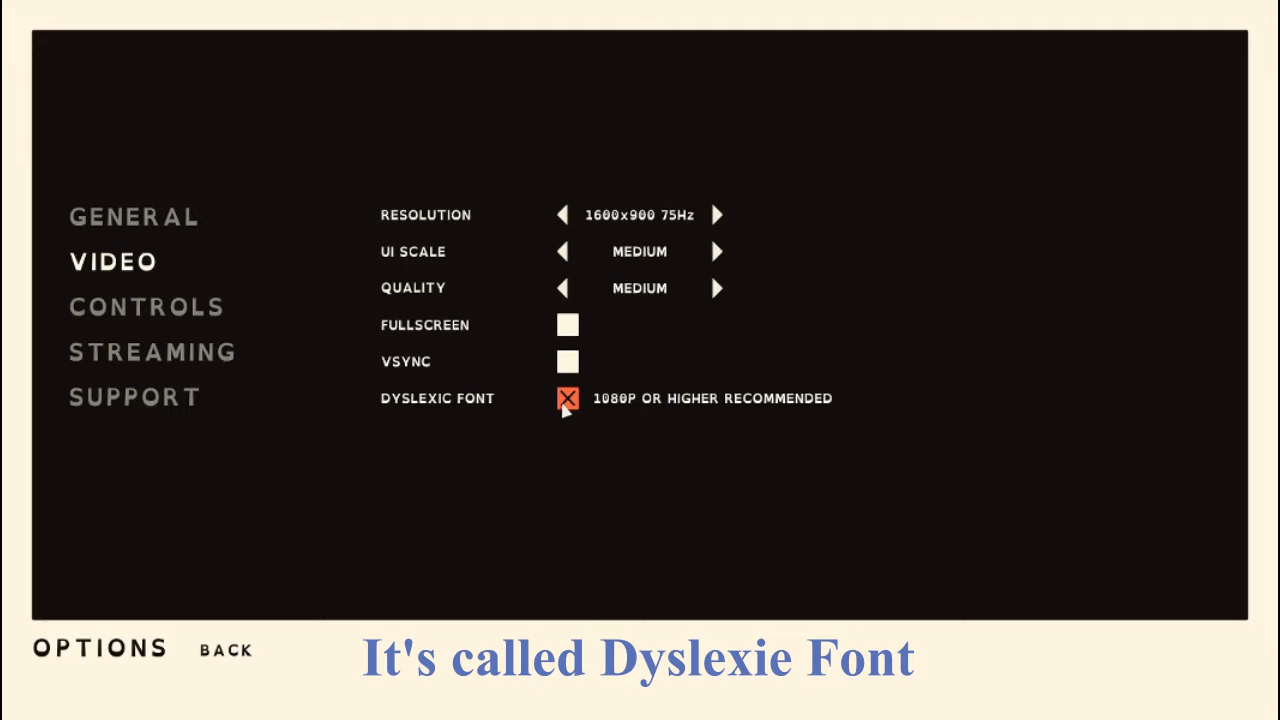 GENERAL
VIDEO
CONTROLS
STREAMING
SUPPORT
RESOLUTION 1600x900 75Hz
UI SCALE MEDIUM
QUALITY MEDIUM
FULLSCREEN
VSYNC
DYSLEXIC FONT 1080P OR HIGHER RECOMMENDED
OPTIONS BACK
It's called Dyslexie Font